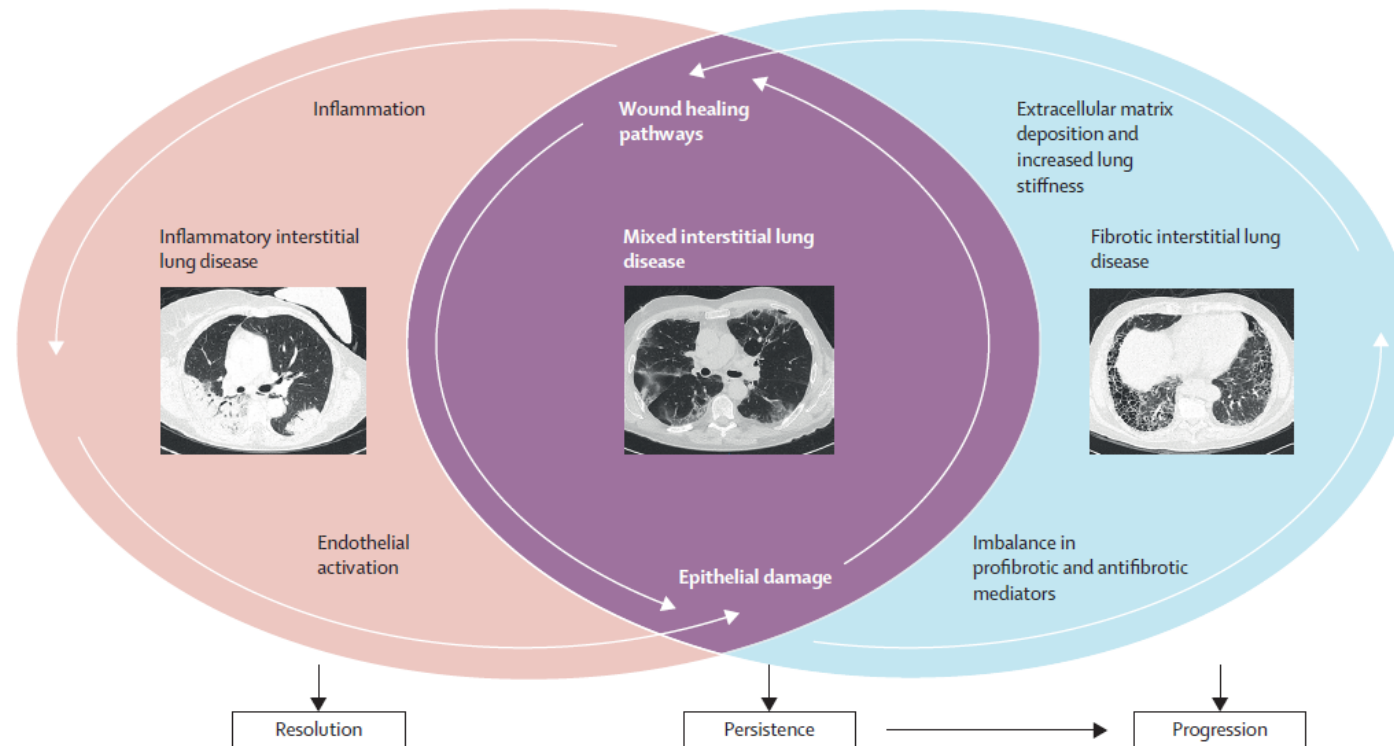 Inflammation
Wound healing
pathways
Extracellular matrix
deposition and
increased lung
stiffness
Inflammatory interstitial
lung disease
Mixed interstitial lung
disease
Fibrotic interstitial lung
disease
Endothelial
activation
Epithelial damage
Imbalance in
profibrotic and antifibrotic
mediators
Resolution
Persistence
Progression